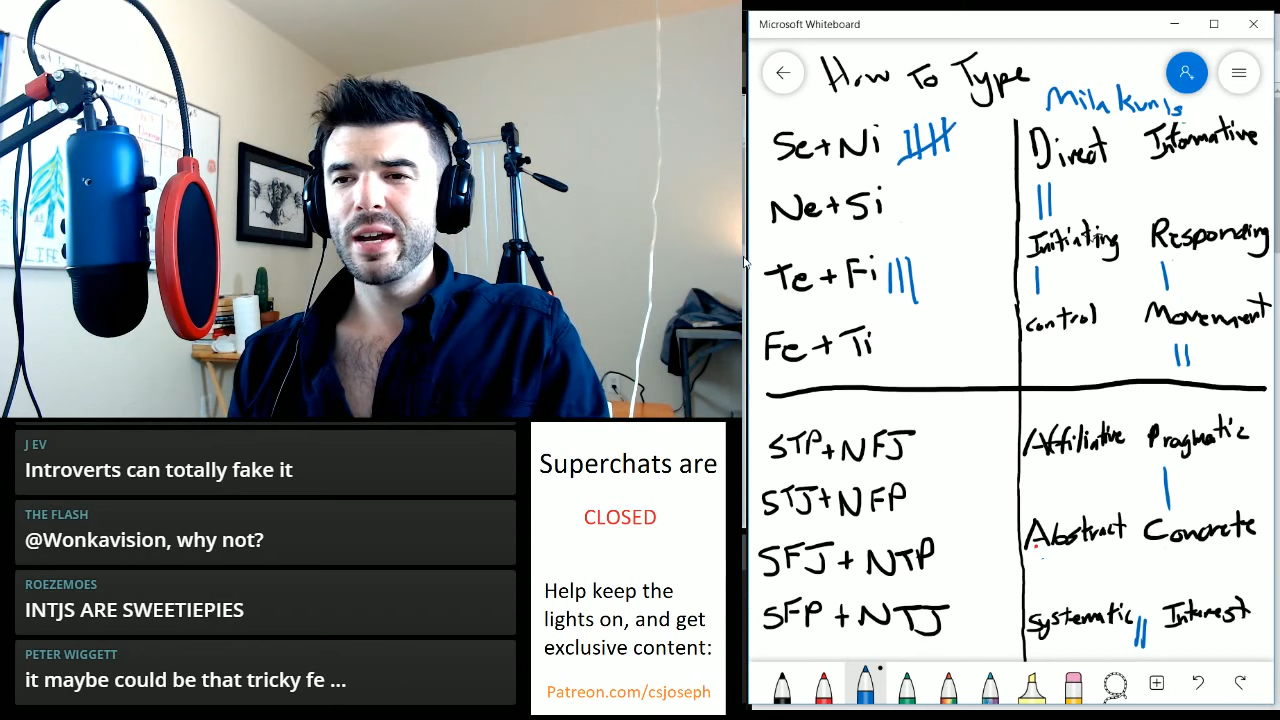 Microsoft Whiteboard
How To Type
Mila Kunis
Se+Ni
Direct Informative
Ne+Si
Initiating Responding
Te + Fi
Control Movement
Fe + Ti
STP+NFJ
Affiliative Pragmatic
STJ+NFP
Abstract Concrete
SFJ + NTP
SFP + NTJ
Systematic Interest
LIFE
J EV
Introverts can totally fake it
THE FLASH
@Wonkavision, why not?
ROEZEMOES
INTJS ARE SWEETIEPIES
PETER WIGGETT
it maybe could be that tricky fe ...
Superchats are
CLOSED
Help keep the
lights on, and get
exclusive content:
Patreon.com/csjoseph